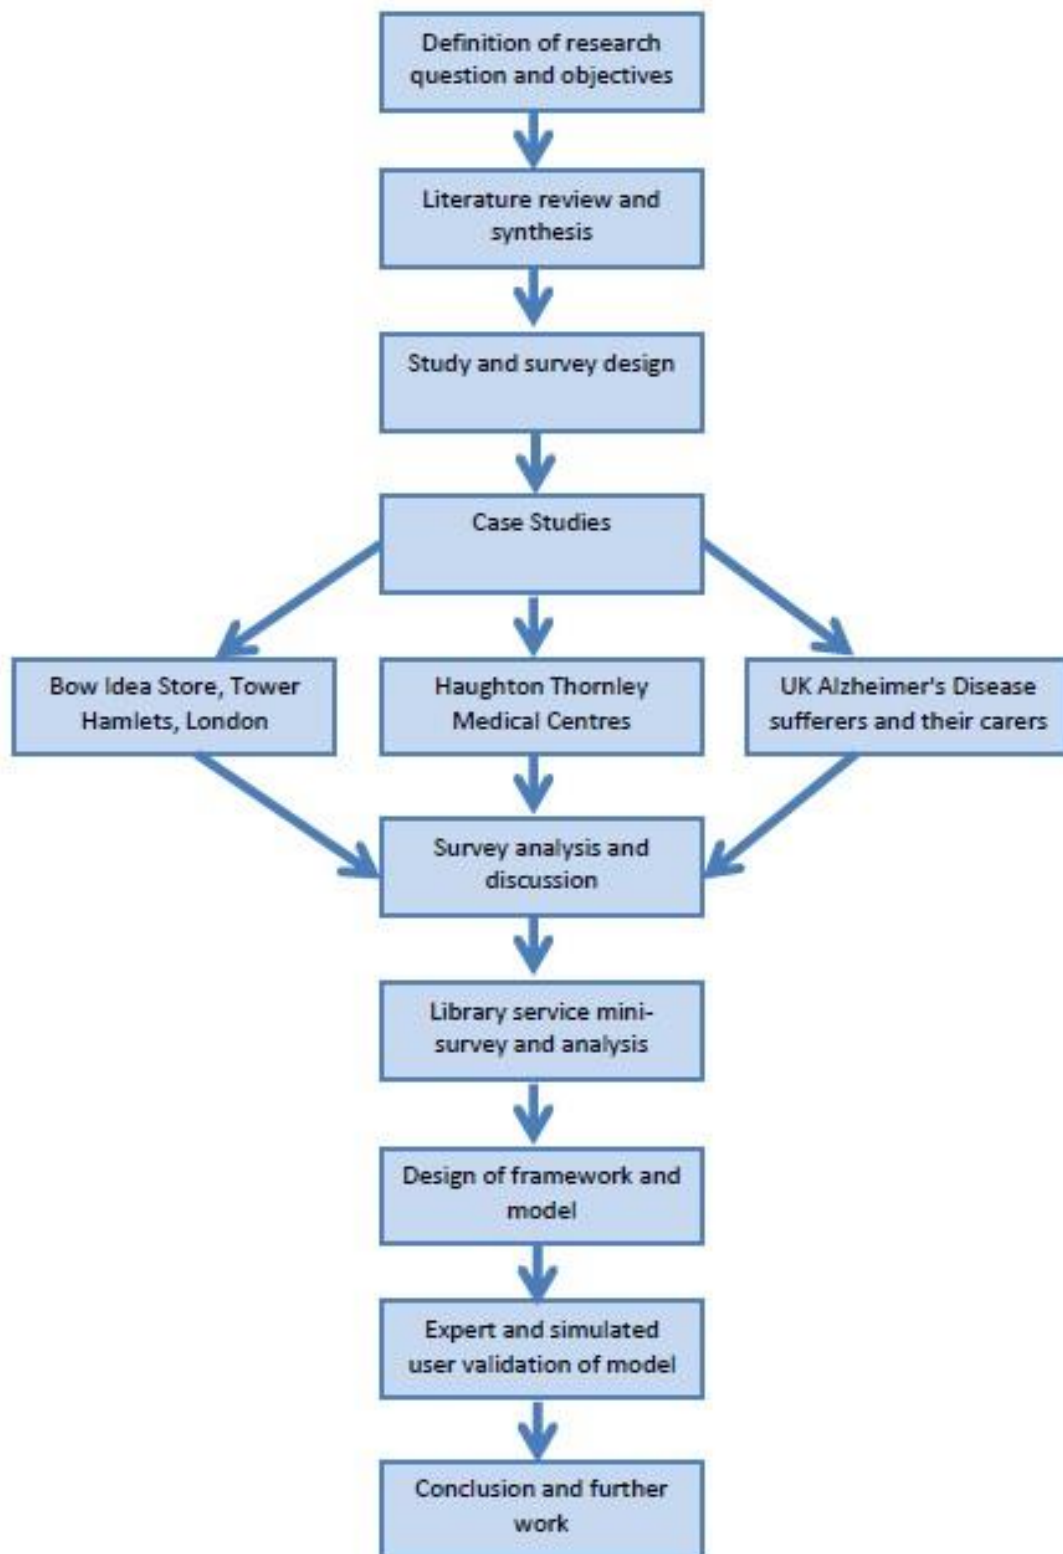 Definition of research
question and objectives
Literature review and
synthesis
Study and survey design
Case Studies
Bow Idea Store, Tower
Hamlets, London
Haughton Thornley
Medical Centres
UK Alzheimer's Disease
sufferers and their carers
Survey analysis and
discussion
Library service mini-
survey and analysis
Design of framework and
model
Expert and simulated
user validation of model
Conclusion and further
work